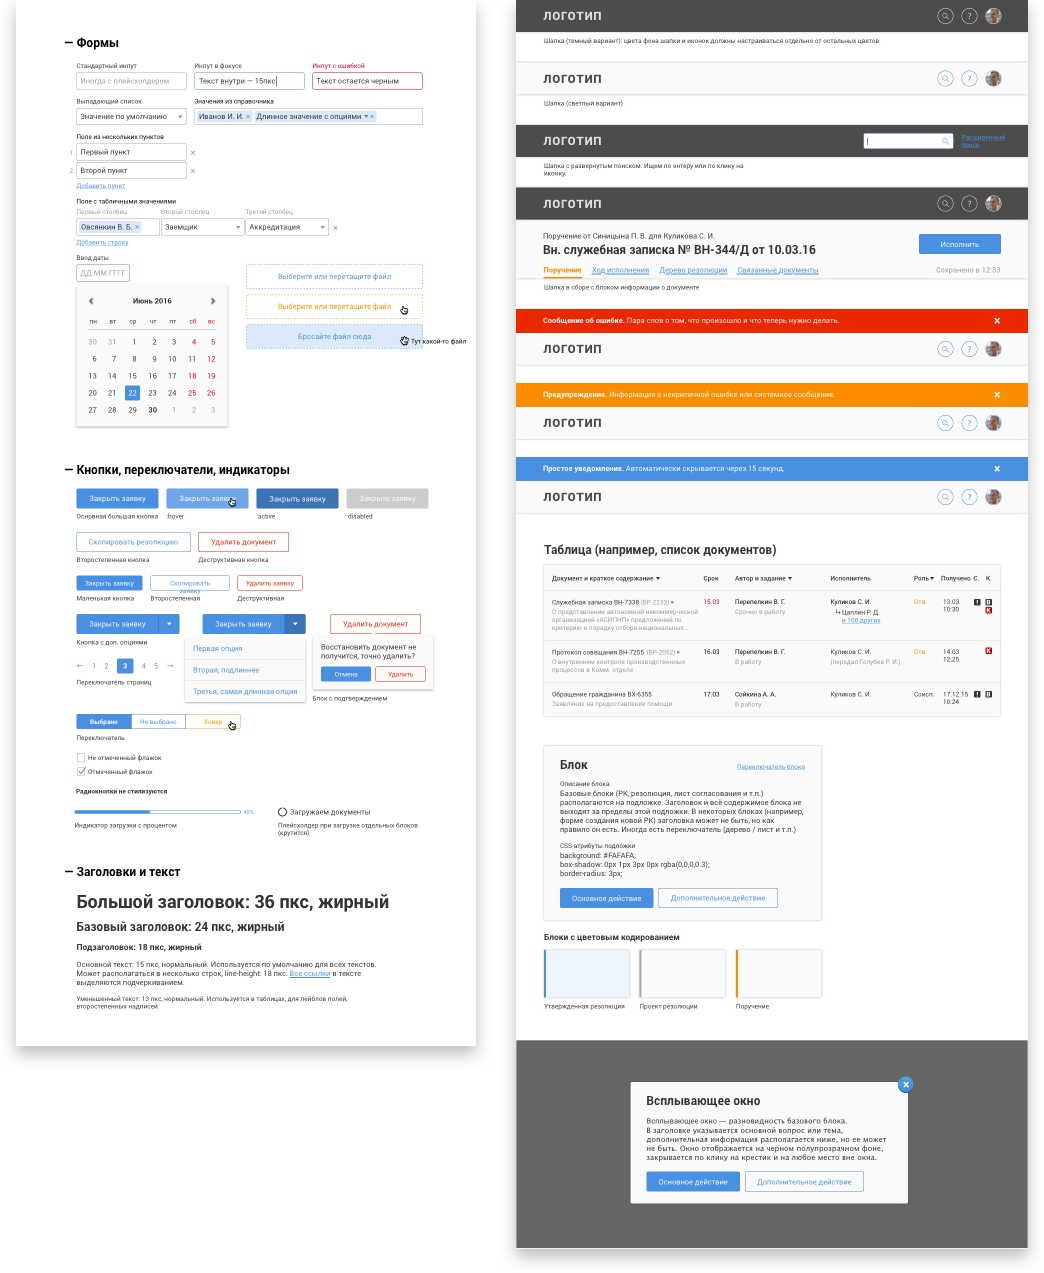 — Формы
Стандартный инпут
Инпут в фокусе
Инпут с ошибкой
Иногда с плейсхолдером
Текст внутри — 15пкс
Текст остается черным
Выпадающий список
Значения из справочника
Значение по умолчанию
Иванов И. И. ×
Длинное значение с опциями ×
Поле из нескольких пунктов
1 Первый пункт ×
2 Второй пункт ×
Добавить пункт
Поле с табличными значениями
Первый столбец
Второй столбец
Третий столбец
Овсянкин В. Б. ×
Заемщик
Аккредитация
×
Добавить строку
Ввод даты
ДД.ММ.ГГГГ
Июнь 2016
пн вт ср чт пт сб вс
30 31 1 2 3 4 5
6 7 8 9 10 11 12
13 14 15 16 17 18 19
20 21 22 23 24 25 26
27 28 29 30 1 2 3
Выберите или перетащите файл
Выберите или перетащите файл
Бросайте файл сюда
Тут какой-то файл
— Кнопки, переключатели, индикаторы
Закрыть заявку
Закрыть заявку
Закрыть заявку
Закрыть заявку
Основная большая кнопка
:hover
:active
:disabled
Скопировать резолюцию
Удалить документ
Второстепенная кнопка
Деструктивная кнопка
Закрыть заявку
Скопировать
заявку
Удалить заявку
Маленькая кнопка
Второстепенная
Деструктивная
Закрыть заявку
Закрыть заявку
Удалить документ
Кнопка с доп. опциями
Первая опция
Вторая, подлиннее
Третья, самая длинная опция
Восстановить документ не
получится, точно удалить?
Отмена
Удалить
Блок с подтверждением
← 1 2 3 4 5 →
Переключатель страниц
Выбрано
Не выбрано
Ховер
Переключатель
Не отмеченный флажок
Отмеченный флажок
Радиокнопки не стилизуются
40%
Индикатор загрузки с процентом
Загружаем документы
Плейсхолдер при загрузке отдельных блоков
(крутится)
— Заголовки и текст
Большой заголовок: 36 пкс, жирный
Базовый заголовок: 24 пкс, жирный
Подзаголовок: 18 пкс, жирный
Основной текст: 15 пкс, нормальный. Используется по умолчанию для всех текстов.
Может располагаться в несколько строк, line-height: 18 пкс. Все ссылки в тексте
выделяются подчеркиванием.
Уменьшенный текст: 13 пкс, нормальный. Используется в таблицах, для лейблов полей,
второстепенных надписей.
ЛОГОТИП
?
Шапка (темный вариант): цвета фона шапки и иконок должны настраиваться отдельно от остальных цветов
ЛОГОТИП
?
Шапка (светлый вариант)
ЛОГОТИП
Расширенный
поиск
Шапка с развернутым поиском. Ищем по энтеру или по клику на
иконку.
ЛОГОТИП
?
Поручение от Синицына П. В. для Куликова С. И.
Вн. служебная записка № ВН-344/Д от 10.03.16
Исполнить
Поручение
Ход исполнения
Дерево резолюции
Связанные документы
Сохранено в 12:33
Шапка в сборе с блоком информации о документе
Сообщение об ошибке. Пара слов о том, что произошло и что теперь нужно делать. ×
ЛОГОТИП
?
Предупреждение. Информация о некритичной ошибке или системное сообщение. ×
ЛОГОТИП
?
Простое уведомление. Автоматически скрывается через 15 секунд. ×
ЛОГОТИП
?
Таблица (например, список документов)
Документ и краткое содержание ▼ Срок Автор и задание ▼ Исполнитель Роль▼ Получено С. К.
Служебная записка ВН-7338 (ВР-2232) 15.03 Перепелкин В. Г. Куликов С. И. Отв. 13.03 ! В
О представление автономной некоммерческой Срочно в работу ↳ Цаплин Р. Д. 10:30 К
организацией «АСИПНП» предложений по и 100 других
критерию и порядку отбора национальных...
Протокол совещания ВН-7255 (ВР-2052) 16.03 Перепелкин В. Г. Куликов С. И. Отв. 14.03 К
О внутреннем контроле производственных В работу (передал Голубев Р. И.) 12:25
процессов в Комм. отделе
Обращение гражданина ВХ-6355 17.03 Сойкина А. А. Куликов С. И. Соисп. 17.12.15 ! В
Заявление на предоставление помощи В работу 10:24
Блок
Переключатель блока
Описание блока
Базовые блоки (РК, резолюция, лист согласования и т.п.)
располагаются на подложке. Заголовок и всё содержимое блока не
выходят за пределы этой подложки. В некоторых блоках (например,
форме создания новой РК) заголовка может не быть, но как
правило он есть. Иногда есть переключатель (дерево / лист и т.п.)
CSS-атрибуты подложки
background: #FAFAFA;
box-shadow: 0px 1px 3px 0px rgba(0,0,0,0.3);
border-radius: 3px;
Основное действие
Дополнительное действие
Блоки с цветовым кодированием
Утвержденная резолюция
Проект резолюции
Поручение
×
Всплывающее окно
Всплывающее окно — разновидность базового блока.
В заголовке указывается основной вопрос или тема,
дополнительная информация располагается ниже, но ее может
не быть. Окно отображается на черном полупрозрачном фоне,
закрывается по клику на крестик и на любое место вне окна.
Основное действие
Дополнительное действие